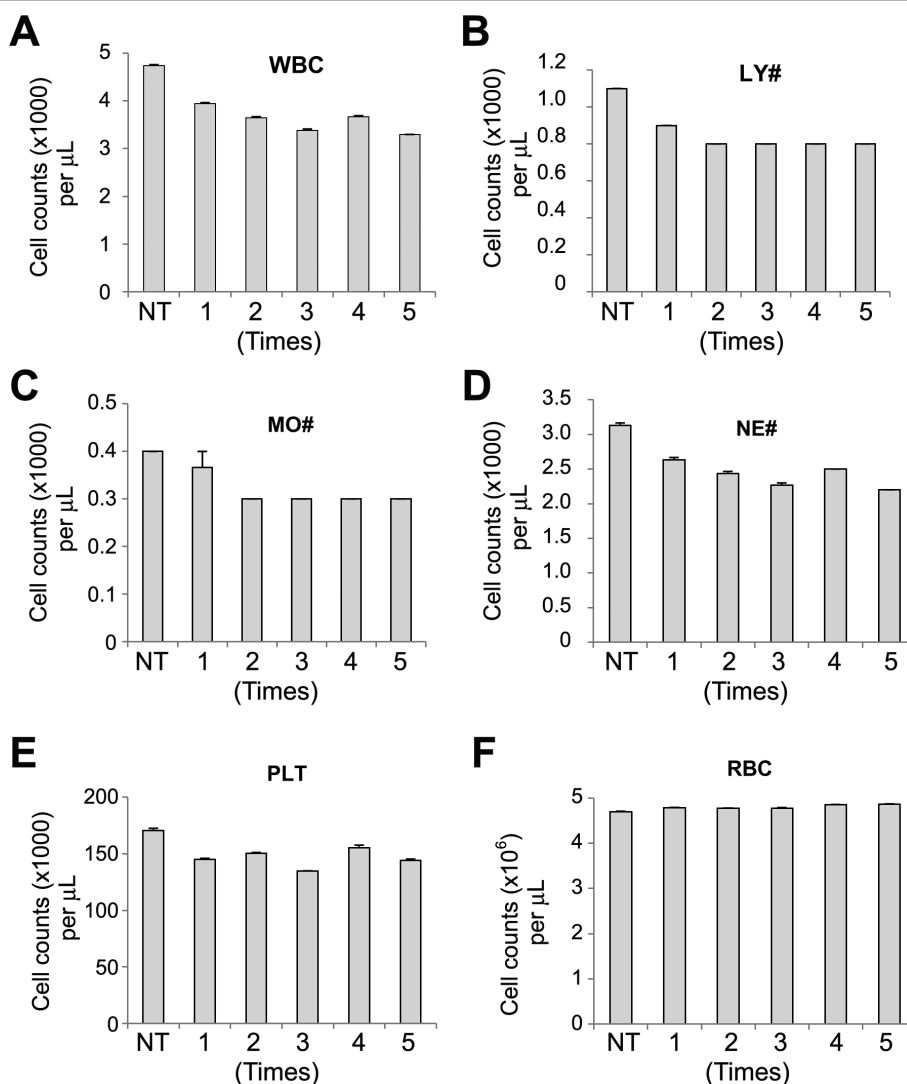 A
WBC
Cell counts (x1000)
per µL
5
4
3
2
1
0
NT 1 2 3 4 5
(Times)
B
LY#
Cell counts (x1000)
per µL
1.2
1.0
0.8
0.6
0.4
0.2
0
NT 1 2 3 4 5
(Times)
C
MO#
Cell counts (x1000)
per µL
0.5
0.4
0.3
0.2
0.1
0
NT 1 2 3 4 5
(Times)
D
NE#
Cell counts (x1000)
per µL
3.5
3.0
2.5
2.0
1.5
1.0
0.5
0
NT 1 2 3 4 5
(Times)
E
PLT
Cell counts (x1000)
per µL
200
150
100
50
0
NT 1 2 3 4 5
(Times)
F
RBC
Cell counts (x10⁶)
per µL
5
4
3
2
1
0
NT 1 2 3 4 5
(Times)